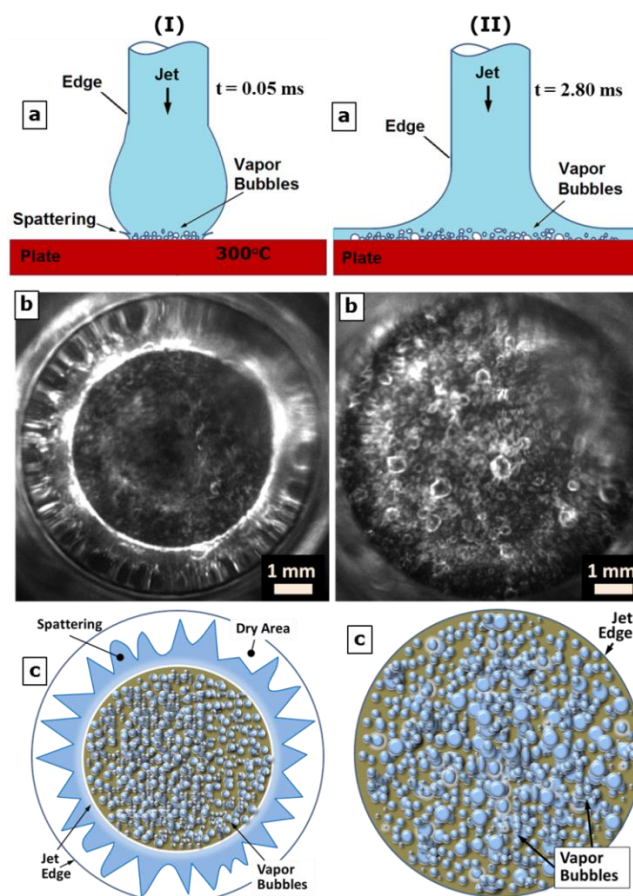 (I)
(II)
a
Edge
Jet
t = 0.05 ms
Vapor
Bubbles
Spattering
Plate
300°C
a
Edge
Jet
t = 2.80 ms
Vapor
Bubbles
Plate
b
1 mm
b
1 mm
c
Spattering
Dry Area
Jet
Edge
Vapor
Bubbles
c
Jet
Edge
Vapor
Bubbles